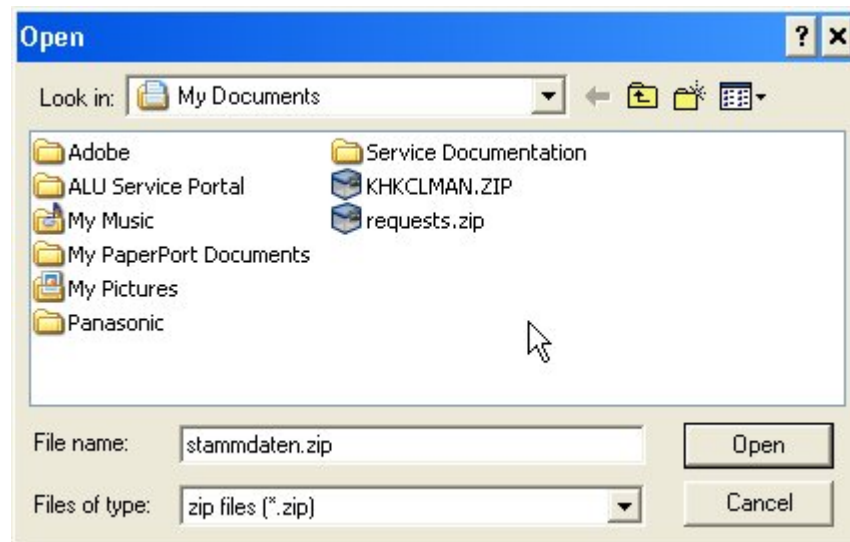 Open
Look in: My Documents
Adobe
ALU Service Portal
My Music
My PaperPort Documents
My Pictures
Panasonic
Service Documentation
KHKCLMAN.ZIP
requests.zip
File name: stammdaten.zip
Open
Files of type: zip files (*.zip)
Cancel